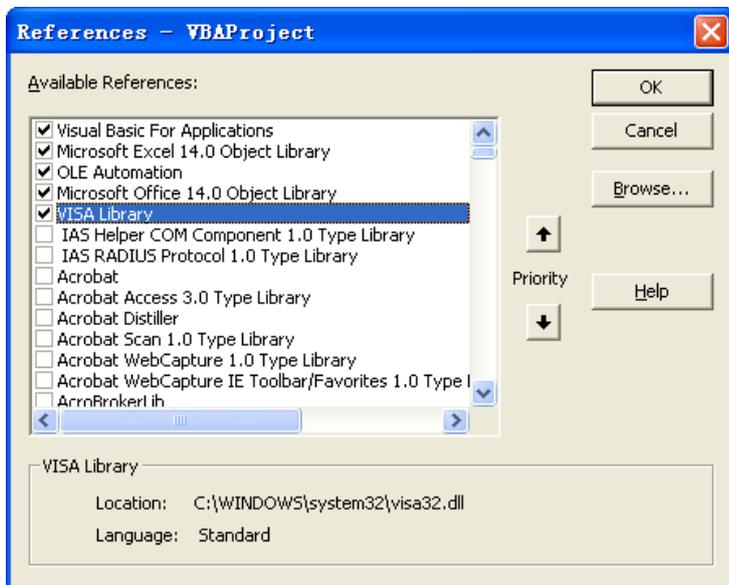 References - VBAProject
Available References:
OK
Visual Basic For Applications
Cancel
Microsoft Excel 14.0 Object Library
OLE Automation
Microsoft Office 14.0 Object Library
Browse...
VISA Library
IAS Helper COM Component 1.0 Type Library
IAS RADIUS Protocol 1.0 Type Library
Acrobat
Priority
Acrobat Access 3.0 Type Library
Help
Acrobat Distiller
Acrobat Scan 1.0 Type Library
Acrobat WebCapture 1.0 Type Library
Acrobat WebCapture IE Toolbar/Favorites 1.0 Type
AcroBrokerLib
VISA Library
Location: C:\WINDOWS\system32\visa32.dll
Language: Standard